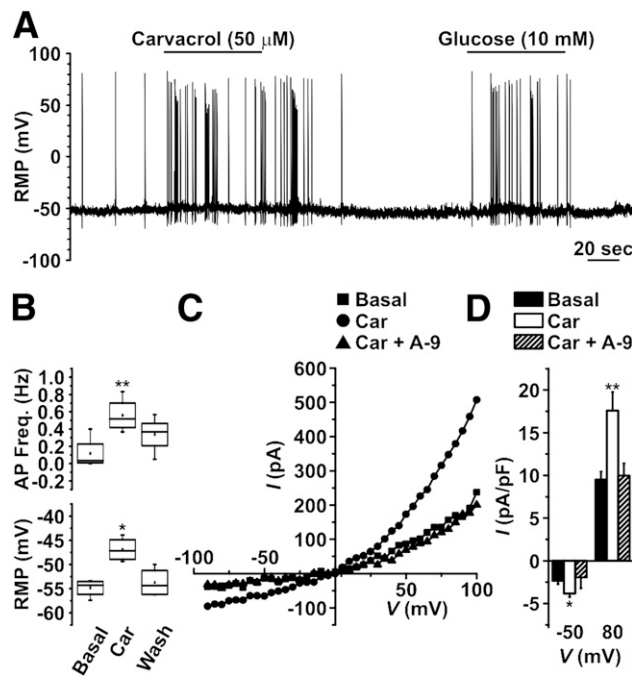 A
Carvacrol (50 µM)
Glucose (10 mM)
100
50
0
-50
-100
RMP (mV)
20 sec
B
AP Freq. (Hz)
1.0
0.8
0.6
0.4
0.2
0.0
-0.2
**
RMP (mV)
-40
-45
-50
-55
-60
*
Basal
Car
Wash
C
Basal
Car
Car + A-9
I (pA)
600
500
400
300
200
100
-100
-100
-50
50
100
V (mV)
D
Basal
Car
Car + A-9
I (pA/pF)
20
15
10
5
0
-5
**
*
-50
80
V (mV)